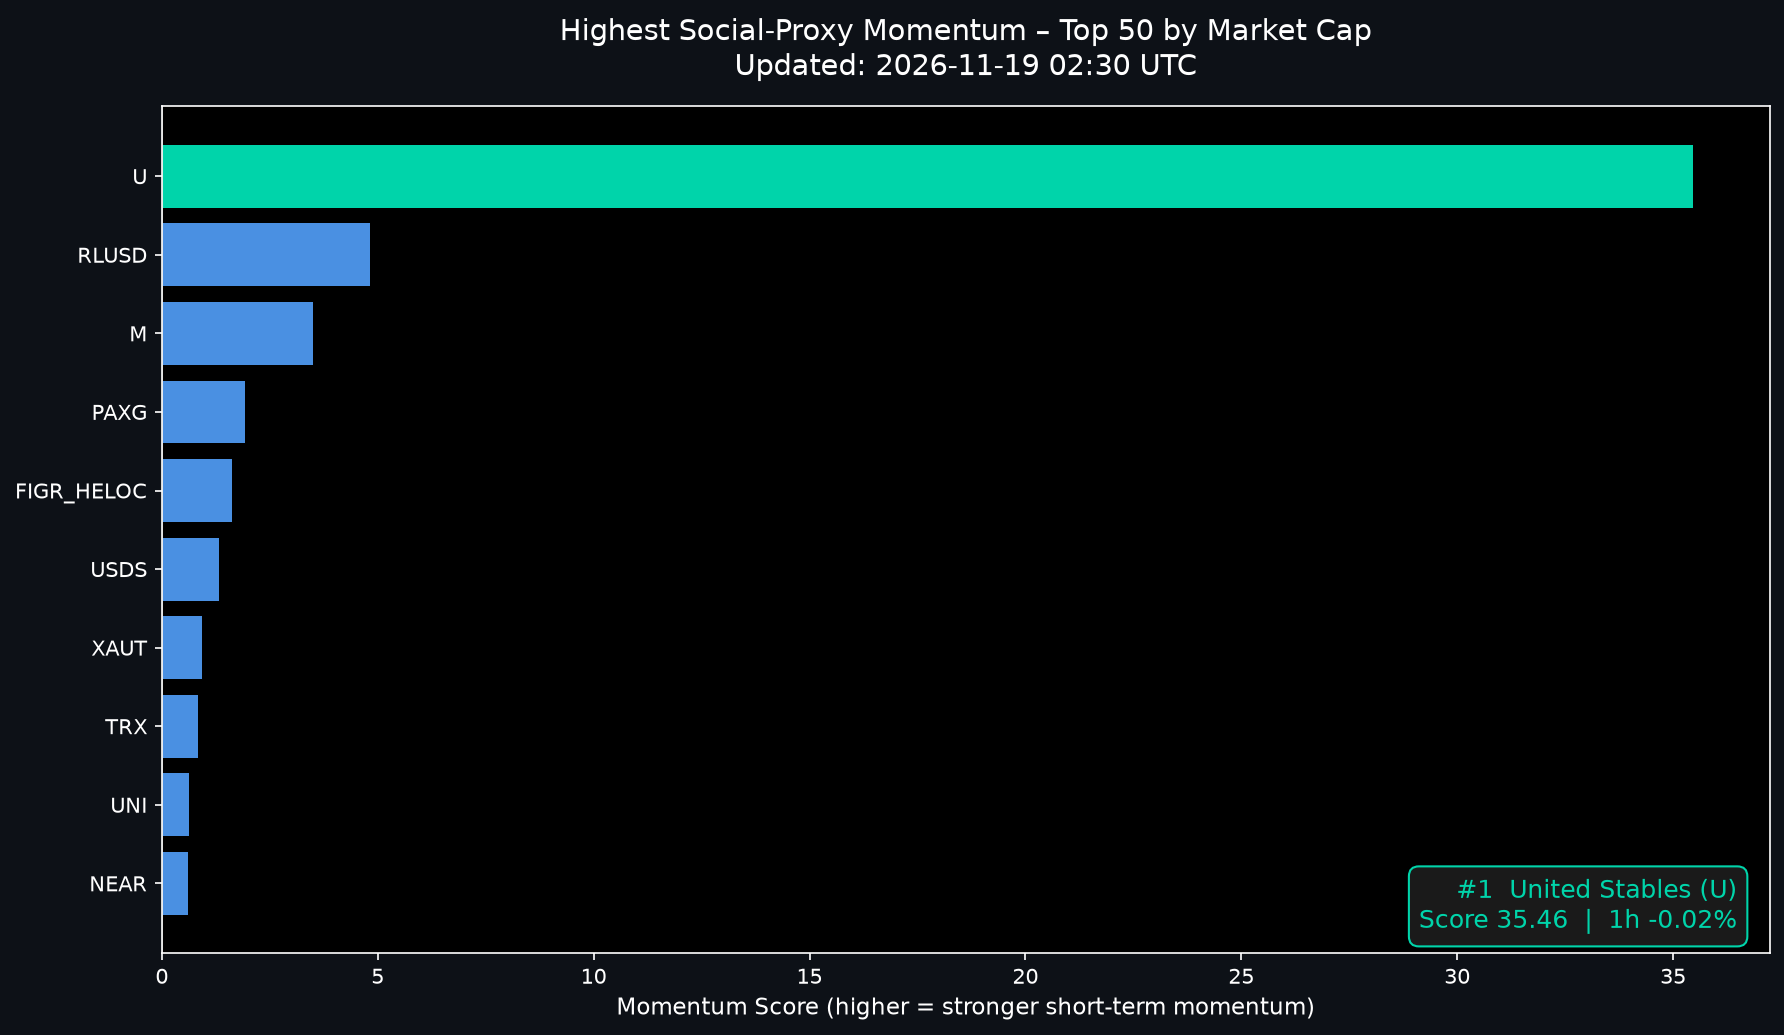 Highest Social-Proxy Momentum – Top 50 by Market Cap
Updated: 2026-11-19 02:30 UTC
U
RLUSD
M
PAXG
FIGR_HELOC
USDS
XAUT
TRX
UNI
NEAR
#1 United Stables (U)
Score 35.46 | 1h -0.02%
0 5 10 15 20 25 30 35
Momentum Score (higher = stronger short-term momentum)